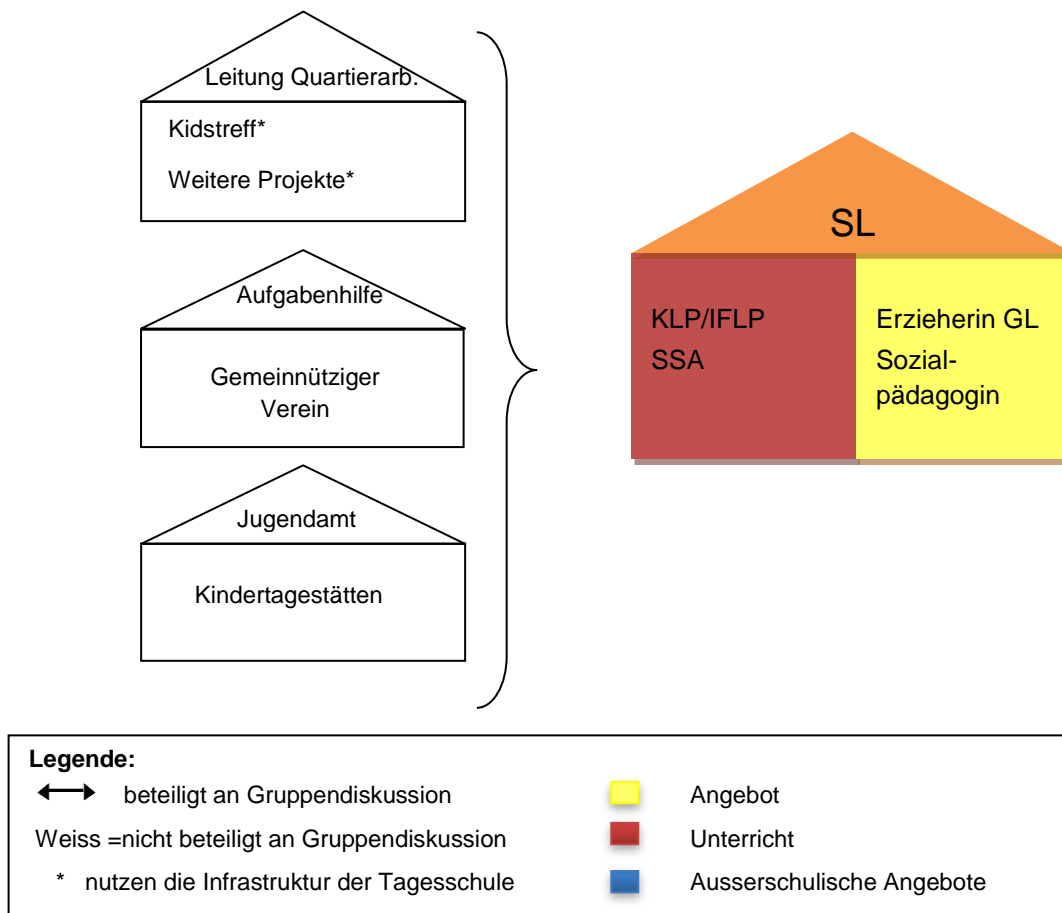 Leitung Quartierarb.
Kidstreff*
Weitere Projekte*
Aufgabenhilfe
Gemeinnütziger
Verein
Jugendamt
Kindertagestätten
SL
KLP/IFLP
SSA
Erzieherin GL
Sozial-
pädagogin
Legende:
beteiligt an Gruppendiskussion
Weiss =nicht beteiligt an Gruppendiskussion
* nutzen die Infrastruktur der Tagesschule
Angebot
Unterricht
Ausserschulische Angebote